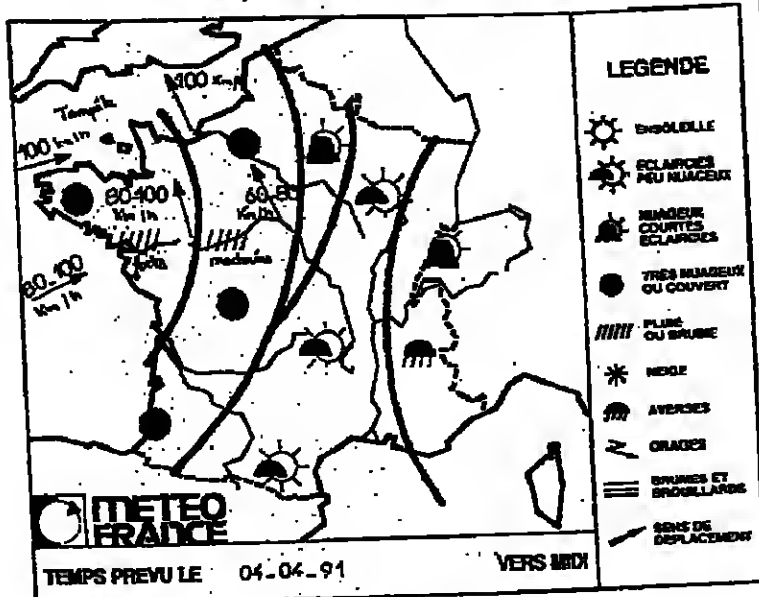 100 km/h
Tempête
100 km/h
80-100
Km/h
60-80
Km/h
80-100
Km/h
forte
modérée
METEO
FRANCE
TEMPS PREVU LE 04-04-91 VERS MIDI
LEGENDE
ENSOLEILLE
ECLAIRCIES
PEU NUAGEUX
NUAGEUX
COURTES
ECLAIRCIES
TRES NUAGEUX
OU COUVERT
PLUIE
OU BRUINE
NEIGE
AVERSES
ORAGES
BRUMES ET
BROUILLARDS
SENS DE
DEPLACEMENT